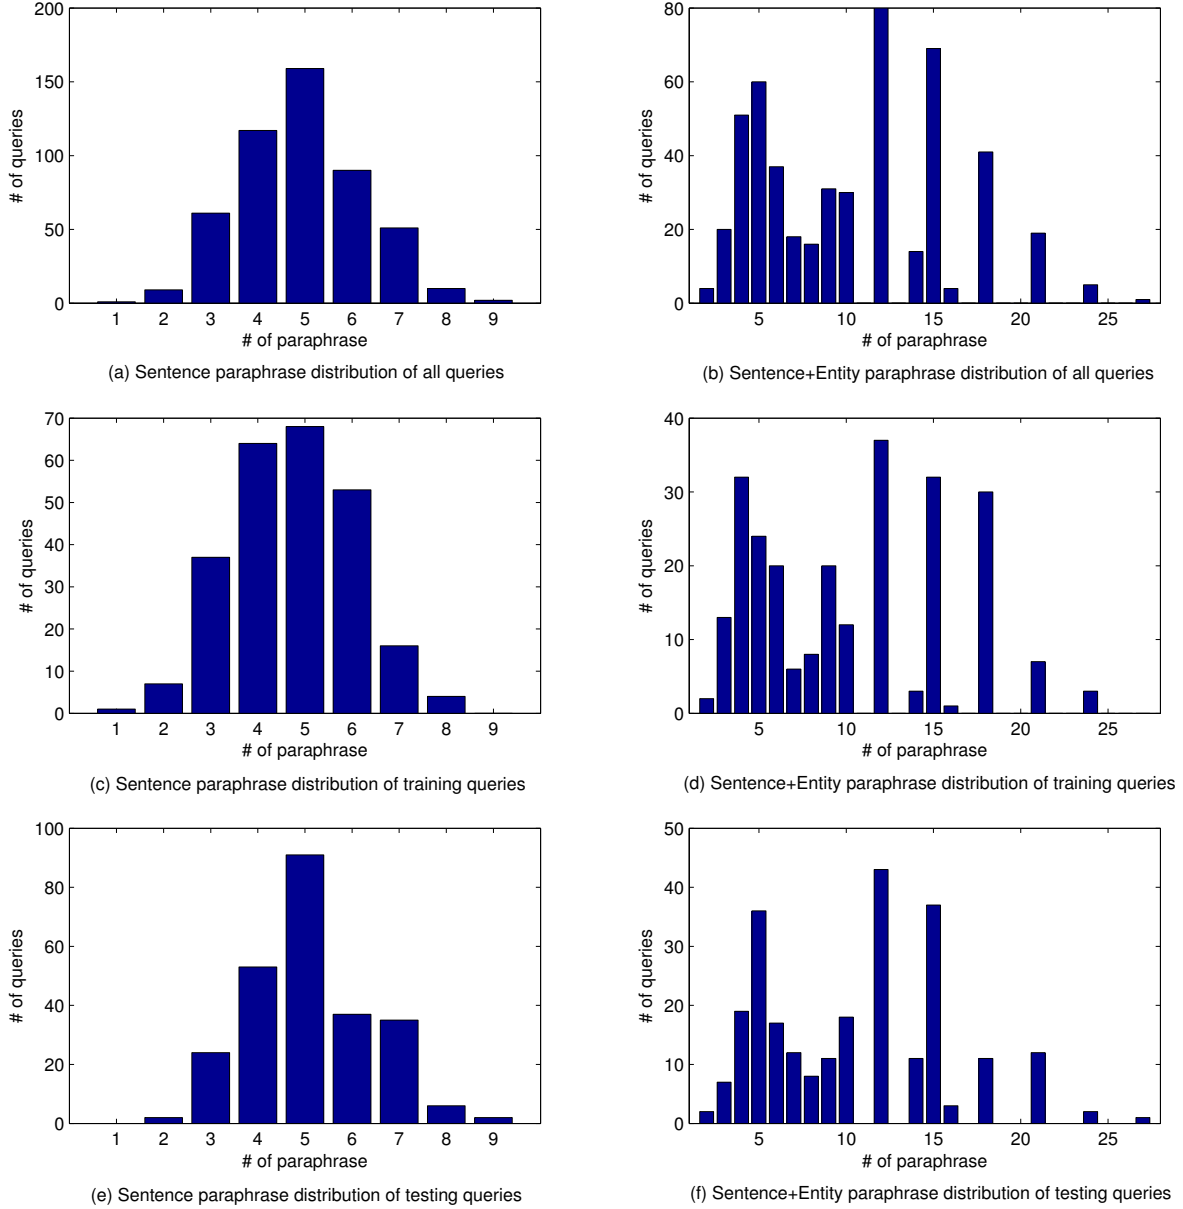 200
150
100
50
0
# of queries
1 2 3 4 5 6 7 8 9
# of paraphrase
(a) Sentence paraphrase distribution of all queries
80
60
40
20
0
# of queries
5 10 15 20 25
# of paraphrase
(b) Sentence+Entity paraphrase distribution of all queries
70
60
50
40
30
20
10
0
# of queries
1 2 3 4 5 6 7 8 9
# of paraphrase
(c) Sentence paraphrase distribution of training queries
40
30
20
10
0
# of queries
5 10 15 20 25
# of paraphrase
(d) Sentence+Entity paraphrase distribution of training queries
100
80
60
40
20
0
# of queries
1 2 3 4 5 6 7 8 9
# of paraphrase
(e) Sentence paraphrase distribution of testing queries
50
40
30
20
10
0
# of queries
5 10 15 20 25
# of paraphrase
(f) Sentence+Entity paraphrase distribution of testing queries